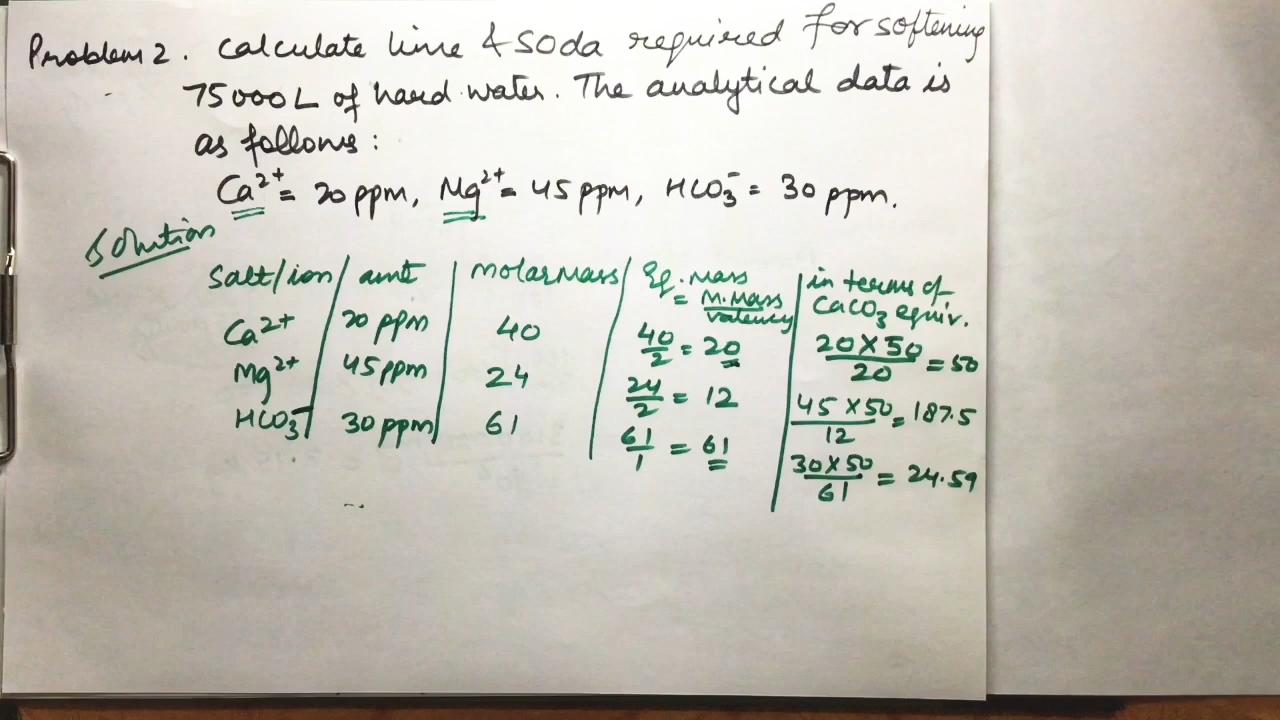 Problem 2. Calculate lime & soda required for softening
75000L of hard water. The analytical data is
as follows:
Ca²⁺ = 20 ppm, Mg²⁺ = 45 ppm, HCO₃⁻ = 30 ppm.
Solution
Salt/ion | amt | molar mass | Eq. mass = M.Mass/valency | in terms of CaCO₃ equiv.
Ca²⁺ 20 ppm 40 40/2 = 20 20 X 50/20 = 50
Mg²⁺ 45 ppm 24 24/2 = 12 45 X 50/12 = 187.5
HCO₃⁻ 30 ppm 61 61/1 = 61 30 X 50/61 = 24.59